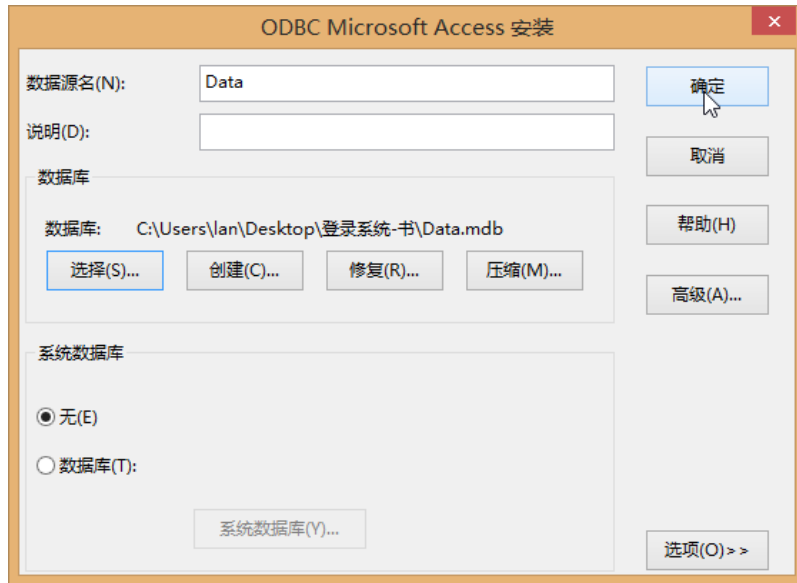 ODBC Microsoft Access 安装
数据源名(N): Data 确定
说明(D):
取消
数据库
数据库: C:\Users\lan\Desktop\登录系统-书\Data.mdb 帮助(H)
选择(S)... 创建(C)... 修复(R)... 压缩(M)...
高级(A)...
系统数据库
无(E)
数据库(T):
系统数据库(Y)...
选项(O)>>